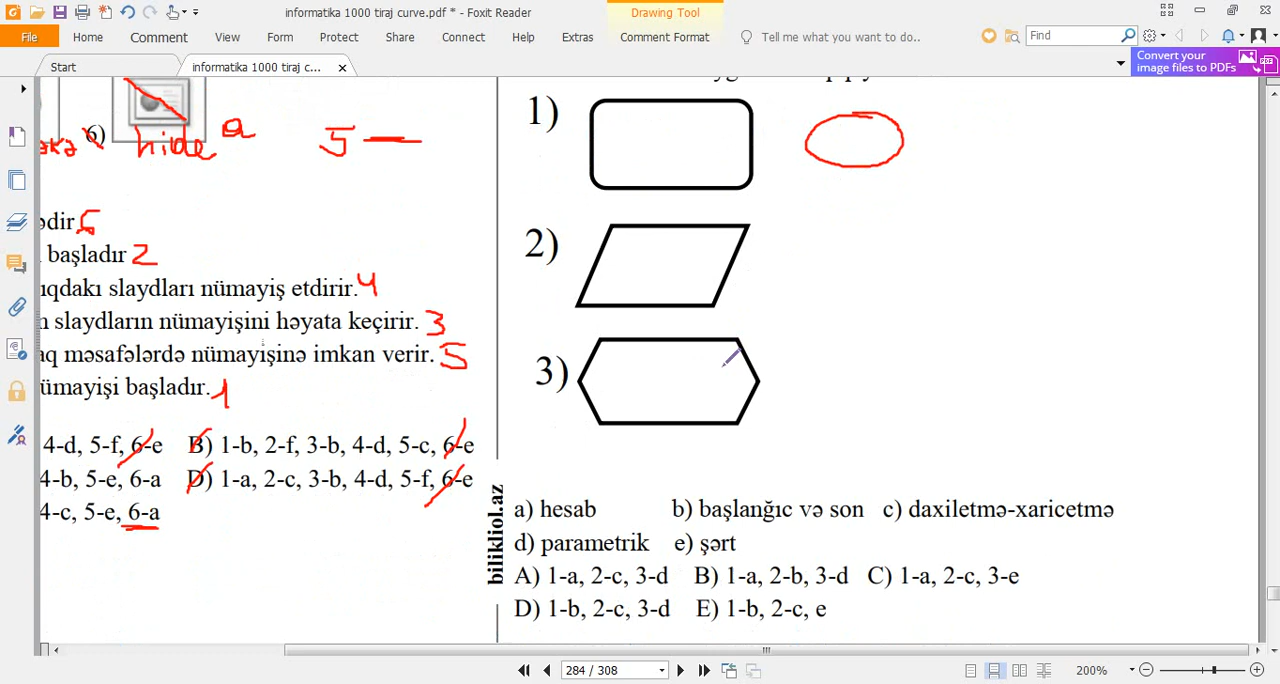 informatika 1000 tiraj curve.pdf * - Foxit Reader
Drawing Tool
File Home Comment View Form Protect Share Connect Help Extras Comment Format Tell me what you want to do.. Find
Start
informatika 1000 tiraj c...
Convert your
image files to PDFs
6)
hide a
5 —
ədir 6
başladır 2
ıqdakı slaydları nümayiş etdirir. 4
n slaydların nümayişini həyata keçirir. 3
aq məsafələrdə nümayişinə imkan verir. 5
ümayişi başladır. 1
4-d, 5-f, 6-e B) 1-b, 2-f, 3-b, 4-d, 5-c, 6-e
4-b, 5-e, 6-a D) 1-a, 2-c, 3-b, 4-d, 5-f, 6-e
4-c, 5-e, 6-a
bilikliol.az
1)
2)
3)
a) hesab b) başlanğıc və son c) daxiletmə-xaricetmə
d) parametrik e) şərt
A) 1-a, 2-c, 3-d B) 1-a, 2-b, 3-d C) 1-a, 2-c, 3-e
D) 1-b, 2-c, 3-d E) 1-b, 2-c, e
284 / 308
200%